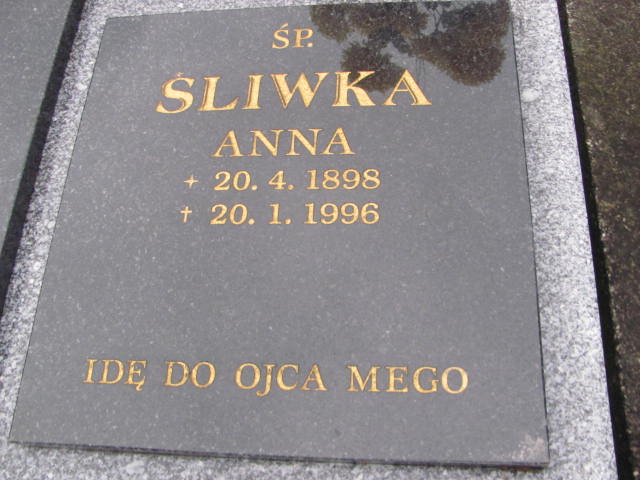 ŚP.
ŚLIWKA
ANNA
+ 20. 4. 1898
† 20. 1. 1996
IDĘ DO OJCA MEGO